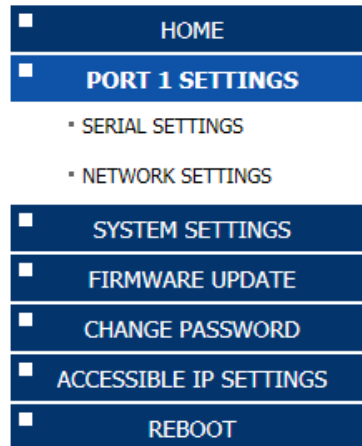 HOME
PORT 1 SETTINGS
SERIAL SETTINGS
NETWORK SETTINGS
SYSTEM SETTINGS
FIRMWARE UPDATE
CHANGE PASSWORD
ACCESSIBLE IP SETTINGS
REBOOT